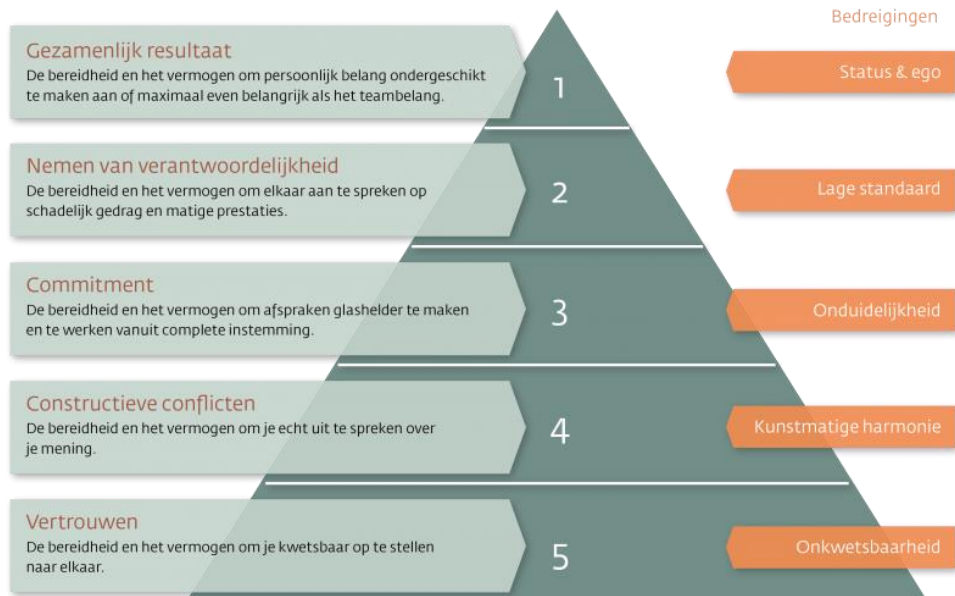 Bedreigingen
Gezamenlijk resultaat
De bereidheid en het vermogen om persoonlijk belang ondergeschikt
te maken aan of maximaal even belangrijk als het teambelang.
1
Status & ego
Nemen van verantwoordelijkheid
De bereidheid en het vermogen om elkaar aan te spreken op
schadelijk gedrag en matige prestaties.
2
Lage standaard
Commitment
De bereidheid en het vermogen om afspraken glashelder te maken
en te werken vanuit complete instemming.
3
Onduidelijkheid
Constructieve conflicten
De bereidheid en het vermogen om je echt uit te spreken over
je mening.
4
Kunstmatige harmonie
Vertrouwen
De bereidheid en het vermogen om je kwetsbaar op te stellen
naar elkaar.
5
Onkwetsbaarheid